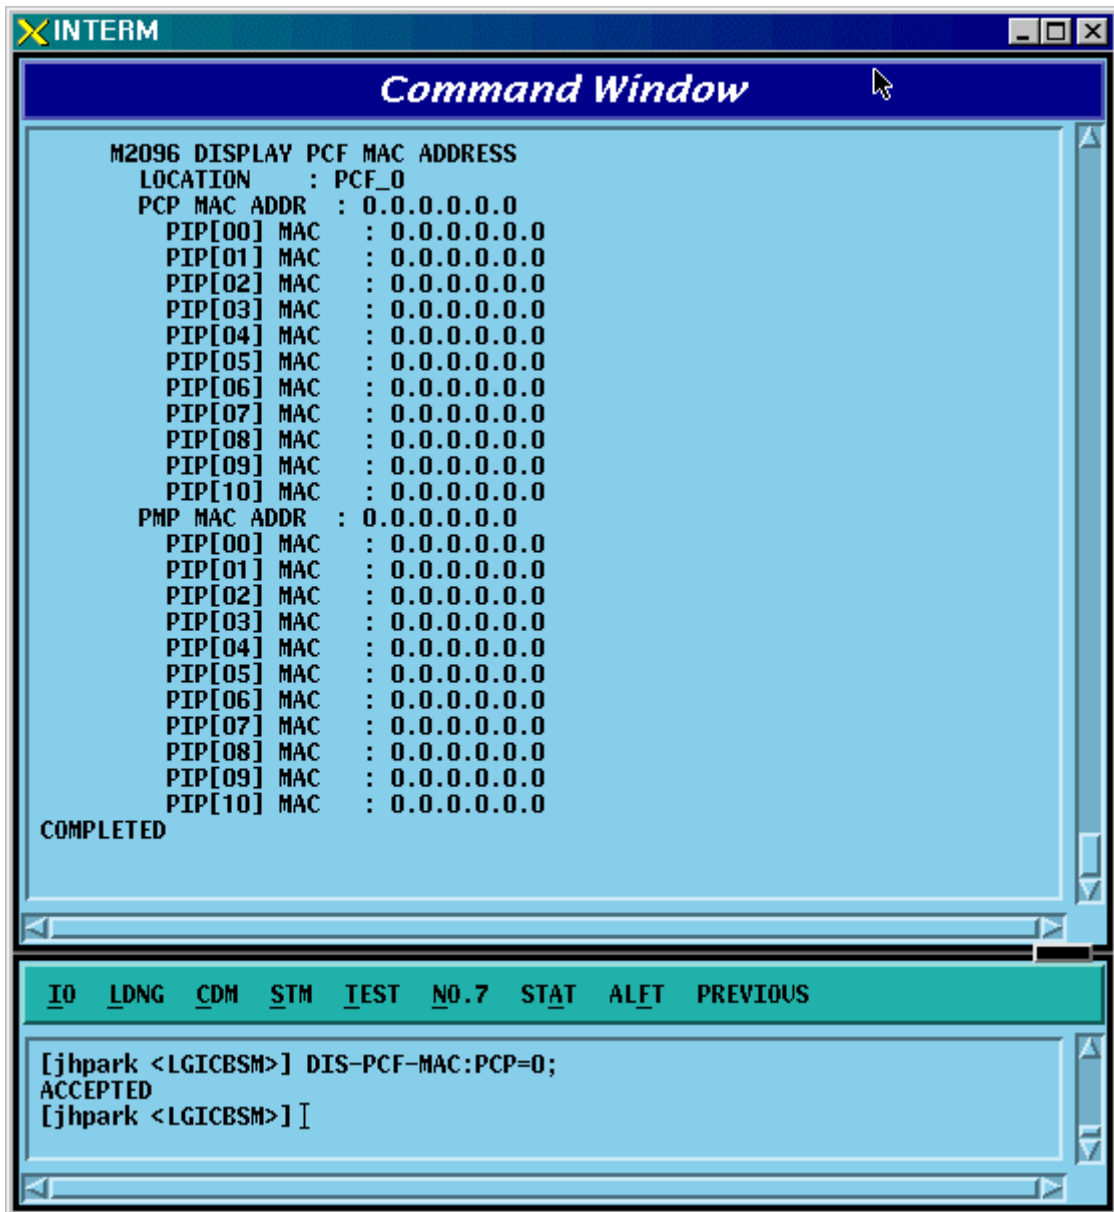 INTERM
Command Window
M2096 DISPLAY PCF MAC ADDRESS
LOCATION : PCF_0
PCP MAC ADDR : 0.0.0.0.0.0
PIP[00] MAC : 0.0.0.0.0.0
PIP[01] MAC : 0.0.0.0.0.0
PIP[02] MAC : 0.0.0.0.0.0
PIP[03] MAC : 0.0.0.0.0.0
PIP[04] MAC : 0.0.0.0.0.0
PIP[05] MAC : 0.0.0.0.0.0
PIP[06] MAC : 0.0.0.0.0.0
PIP[07] MAC : 0.0.0.0.0.0
PIP[08] MAC : 0.0.0.0.0.0
PIP[09] MAC : 0.0.0.0.0.0
PIP[10] MAC : 0.0.0.0.0.0
PMP MAC ADDR : 0.0.0.0.0.0
PIP[00] MAC : 0.0.0.0.0.0
PIP[01] MAC : 0.0.0.0.0.0
PIP[02] MAC : 0.0.0.0.0.0
PIP[03] MAC : 0.0.0.0.0.0
PIP[04] MAC : 0.0.0.0.0.0
PIP[05] MAC : 0.0.0.0.0.0
PIP[06] MAC : 0.0.0.0.0.0
PIP[07] MAC : 0.0.0.0.0.0
PIP[08] MAC : 0.0.0.0.0.0
PIP[09] MAC : 0.0.0.0.0.0
PIP[10] MAC : 0.0.0.0.0.0
COMPLETED
IO LDNG CDM STM TEST NO.7 STAT ALFT PREVIOUS
[jhpark <LGICBSM>] DIS-PCF-MAC:PCP=0;
ACCEPTED
[jhpark <LGICBSM>]